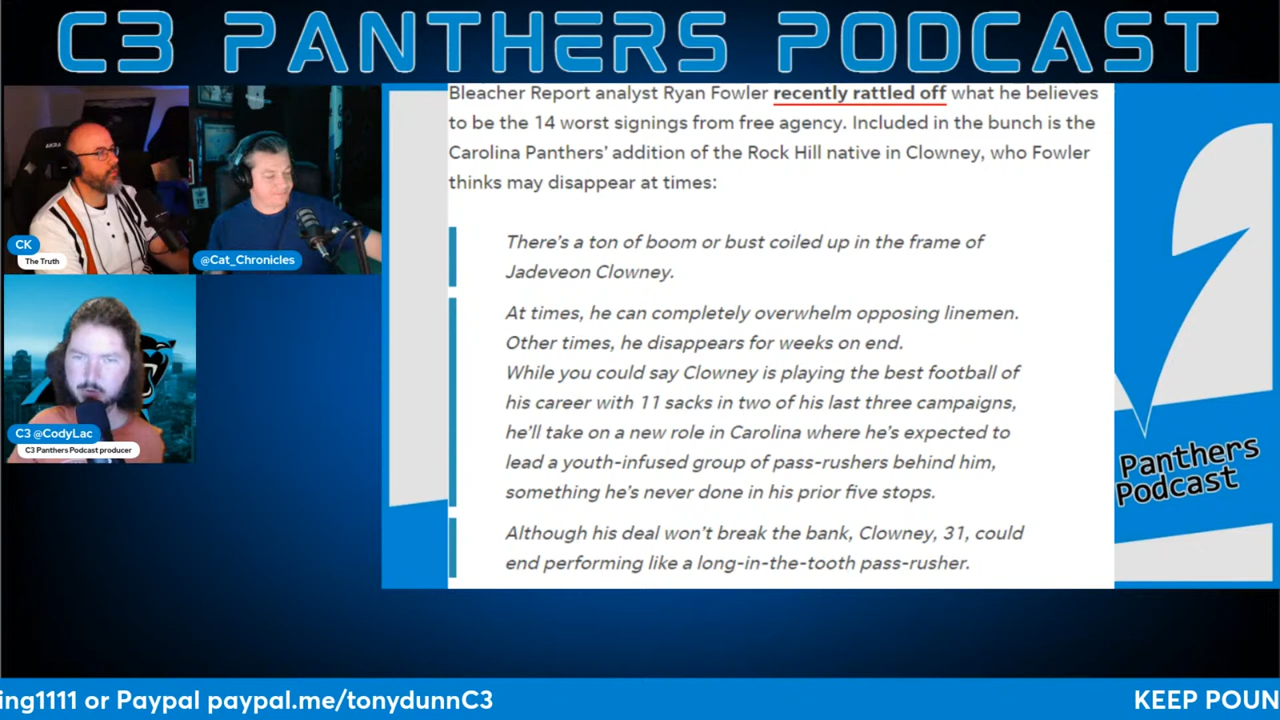 C3 PANTHERS PODCAST
Bleacher Report analyst Ryan Fowler recently rattled off what he believes
to be the 14 worst signings from free agency. Included in the bunch is the
Carolina Panthers' addition of the Rock Hill native in Clowney, who Fowler
thinks may disappear at times:
There's a ton of boom or bust coiled up in the frame of
Jadeveon Clowney.
At times, he can completely overwhelm opposing linemen.
Other times, he disappears for weeks on end.
While you could say Clowney is playing the best football of
his career with 11 sacks in two of his last three campaigns,
he'll take on a new role in Carolina where he's expected to
lead a youth-infused group of pass-rushers behind him,
something he's never done in his prior five stops.
Although his deal won't break the bank, Clowney, 31, could
end performing like a long-in-the-tooth pass-rusher.
CK
The Truth
@Cat_Chronicles
C3 @CodyLac
C3 Panthers Podcast producer
Panthers
Podcast
ing1111 or Paypal paypal.me/tonydunnC3
KEEP POUN